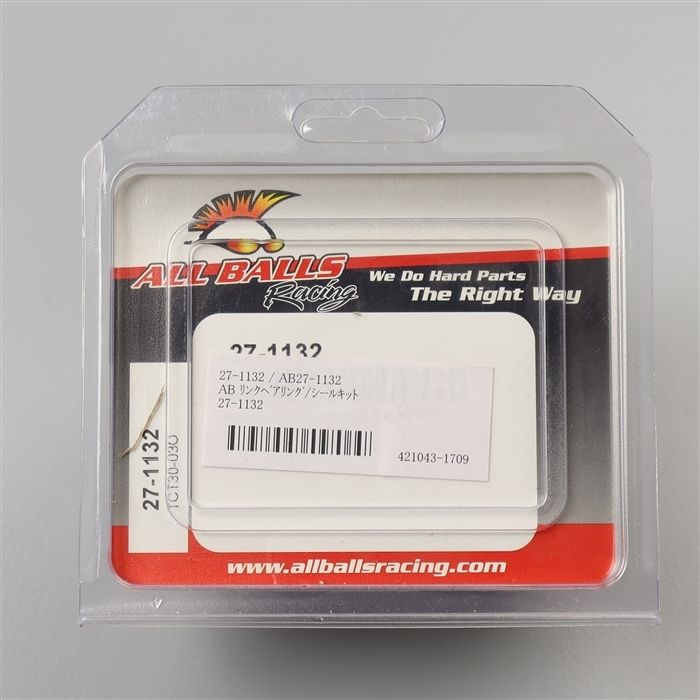 ALL BALLS
Racing
We Do Hard Parts
The Right Way
27-1132
27-1132 / AB27-1132
AB リンクベアリング/シールキット
27-1132
421043-1709
27-1132
TCT30-03O
www.allballsracing.com